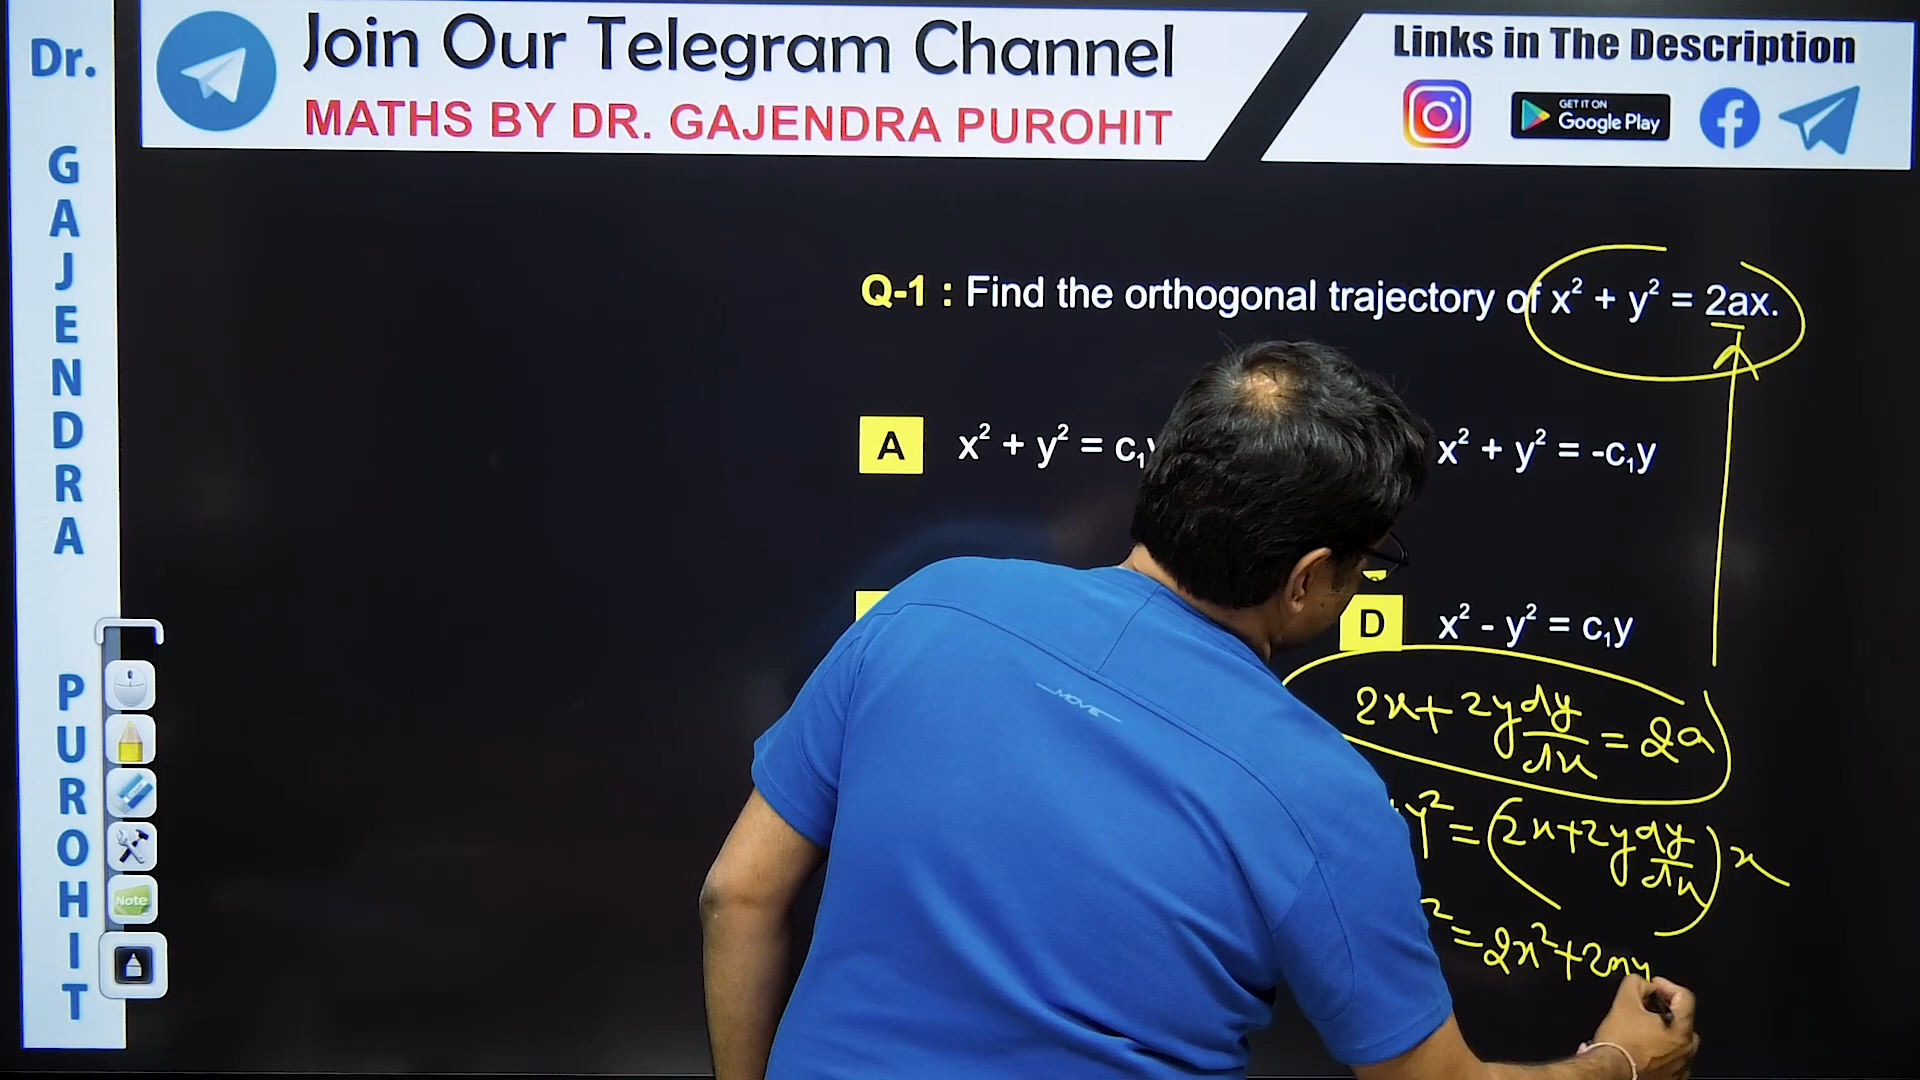 Dr.
GAJENDRA
PUROHIT
Join Our Telegram Channel
MATHS BY DR. GAJENDRA PUROHIT
Links in The Description
GET IT ON
Google Play
Q-1 : Find the orthogonal trajectory of x² + y² = 2ax.
A x² + y² = c₁
x² + y² = -c₁y
D x² - y² = c₁y
2x + 2y dy/dx = 2a
y² = (2x + 2y dy/dx) x
² = 2x² + 2xy
MOVE
Note